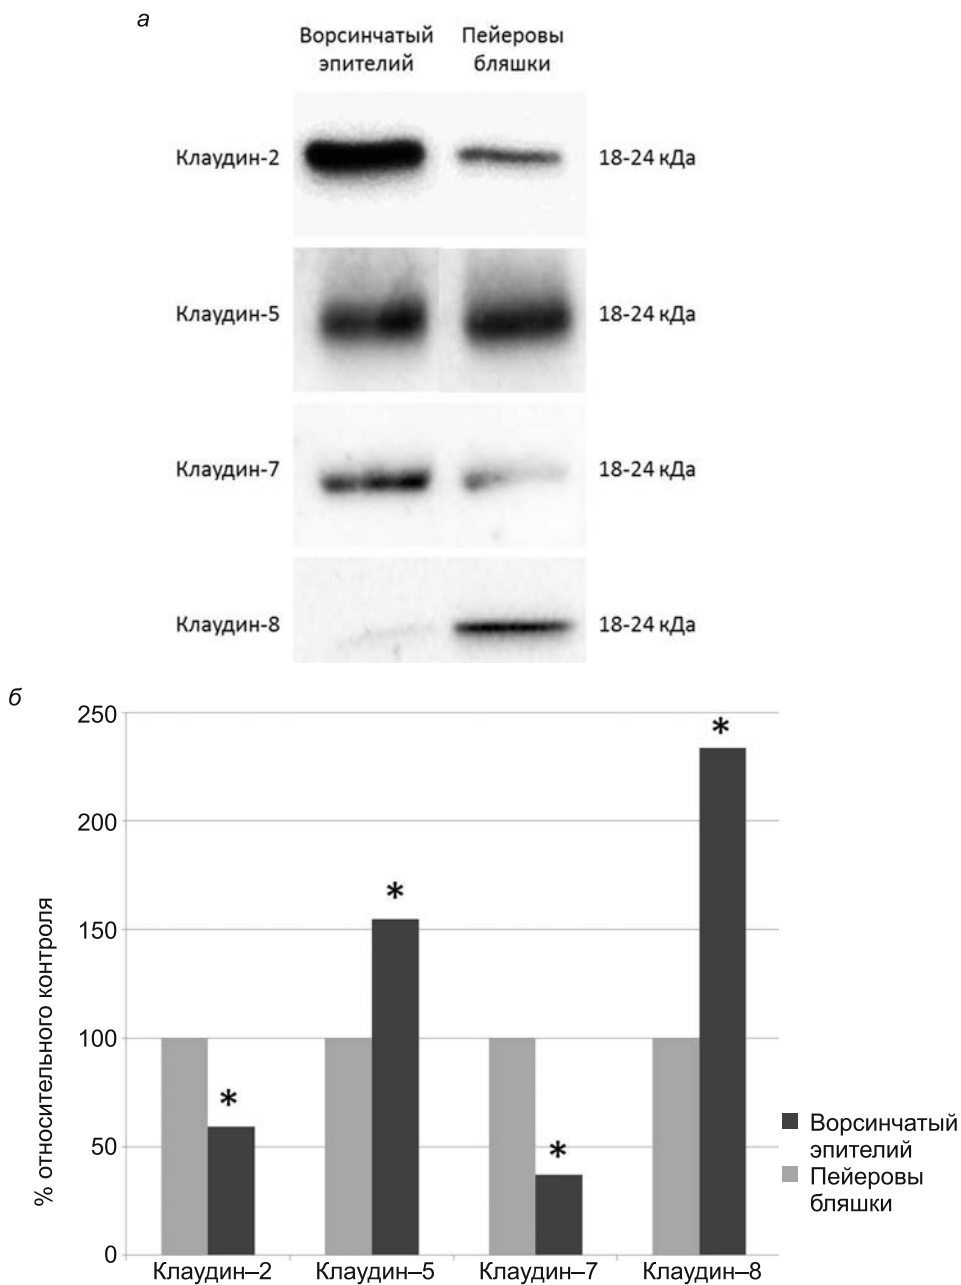 а
Ворсинчатый
эпителий
Пейеровы
бляшки
Клаудин-2
18-24 кДа
Клаудин-5
18-24 кДа
Клаудин-7
18-24 кДа
Клаудин-8
18-24 кДа
б
% относительного контроля
250
200
150
100
50
0
*
*
*
*
Клаудин–2
Клаудин–5
Клаудин–7
Клаудин–8
Ворсинчатый
эпителий
Пейеровы
бляшки